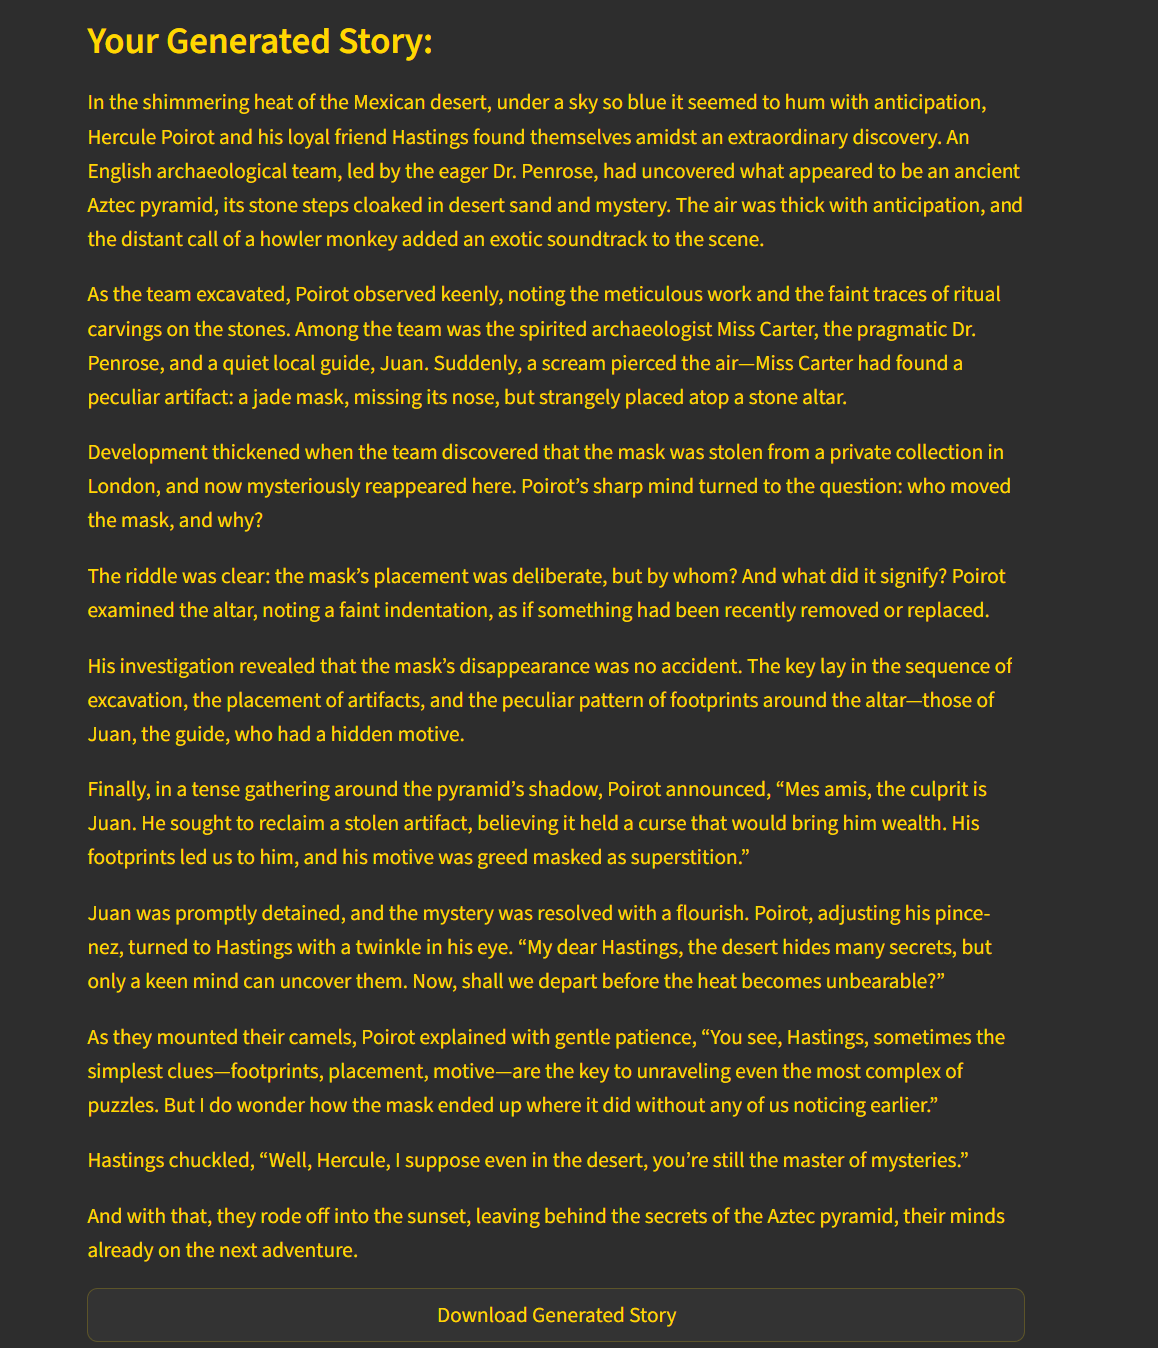 Your Generated Story:
In the shimmering heat of the Mexican desert, under a sky so blue it seemed to hum with anticipation,
Hercule Poirot and his loyal friend Hastings found themselves amidst an extraordinary discovery. An
English archaeological team, led by the eager Dr. Penrose, had uncovered what appeared to be an ancient
Aztec pyramid, its stone steps cloaked in desert sand and mystery. The air was thick with anticipation, and
the distant call of a howler monkey added an exotic soundtrack to the scene.
As the team excavated, Poirot observed keenly, noting the meticulous work and the faint traces of ritual
carvings on the stones. Among the team was the spirited archaeologist Miss Carter, the pragmatic Dr.
Penrose, and a quiet local guide, Juan. Suddenly, a scream pierced the air—Miss Carter had found a
peculiar artifact: a jade mask, missing its nose, but strangely placed atop a stone altar.
Development thickened when the team discovered that the mask was stolen from a private collection in
London, and now mysteriously reappeared here. Poirot’s sharp mind turned to the question: who moved
the mask, and why?
The riddle was clear: the mask’s placement was deliberate, but by whom? And what did it signify? Poirot
examined the altar, noting a faint indentation, as if something had been recently removed or replaced.
His investigation revealed that the mask’s disappearance was no accident. The key lay in the sequence of
excavation, the placement of artifacts, and the peculiar pattern of footprints around the altar—those of
Juan, the guide, who had a hidden motive.
Finally, in a tense gathering around the pyramid’s shadow, Poirot announced, “Mes amis, the culprit is
Juan. He sought to reclaim a stolen artifact, believing it held a curse that would bring him wealth. His
footprints led us to him, and his motive was greed masked as superstition.”
Juan was promptly detained, and the mystery was resolved with a flourish. Poirot, adjusting his pince-
nez, turned to Hastings with a twinkle in his eye. “My dear Hastings, the desert hides many secrets, but
only a keen mind can uncover them. Now, shall we depart before the heat becomes unbearable?”
As they mounted their camels, Poirot explained with gentle patience, “You see, Hastings, sometimes the
simplest clues—footprints, placement, motive—are the key to unraveling even the most complex of
puzzles. But I do wonder how the mask ended up where it did without any of us noticing earlier.”
Hastings chuckled, “Well, Hercule, I suppose even in the desert, you’re still the master of mysteries.”
And with that, they rode off into the sunset, leaving behind the secrets of the Aztec pyramid, their minds
already on the next adventure.
Download Generated Story